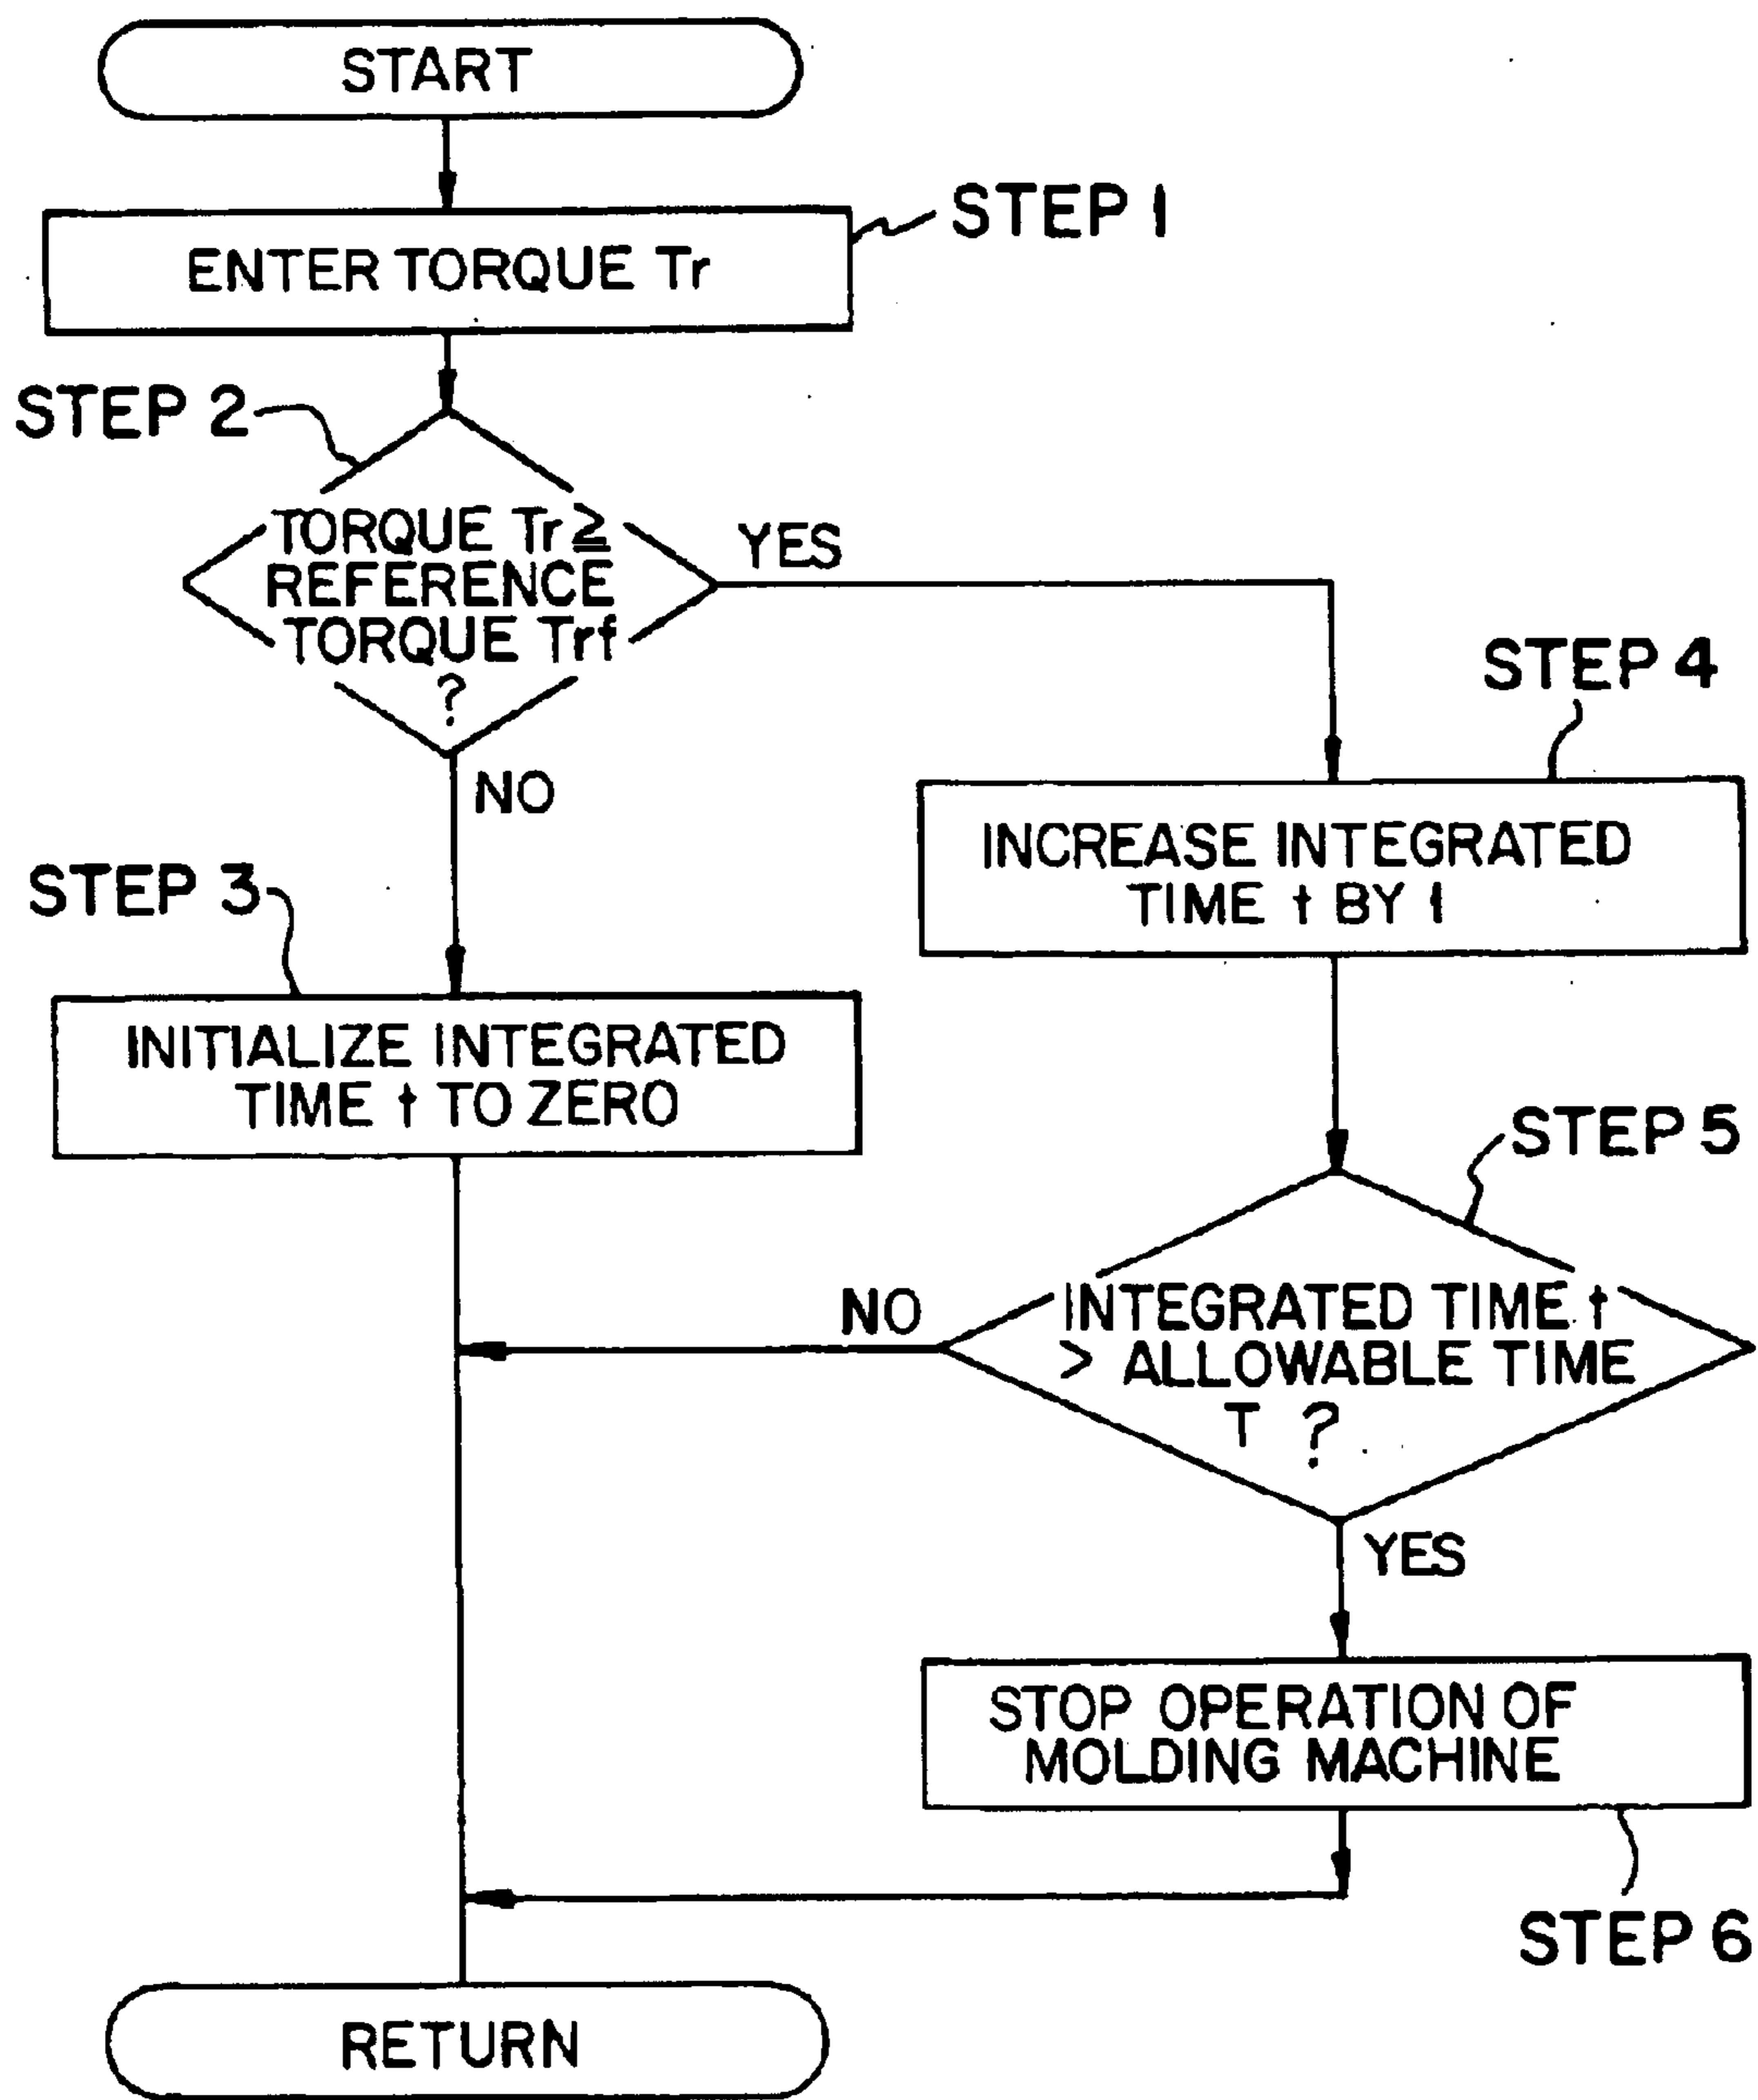 START
STEP 1
ENTER TORQUE Tr
STEP 2
TORQUE Tr ≧
REFERENCE
TORQUE Trf
?
YES
NO
STEP 3
INITIALIZE INTEGRATED
TIME t TO ZERO
STEP 4
INCREASE INTEGRATED
TIME t BY 1
STEP 5
INTEGRATED TIME t
> ALLOWABLE TIME
T ?
NO
YES
STOP OPERATION OF
MOLDING MACHINE
STEP 6
RETURN